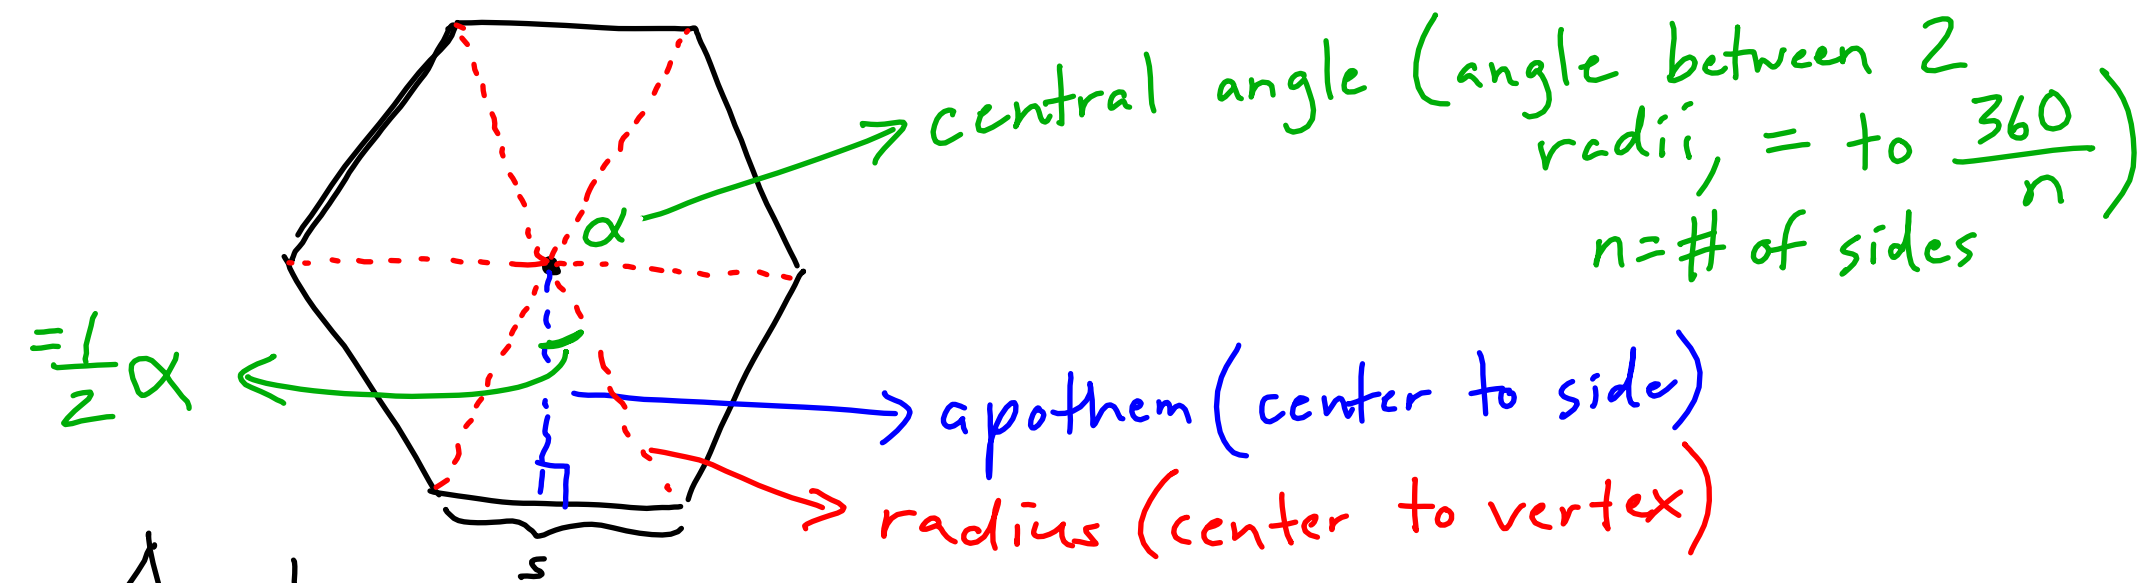 central angle (angle between 2
radii, = to 360/n)
n=# of sides
α
=1/2 α
apothem (center to side)
radius (center to vertex)
s